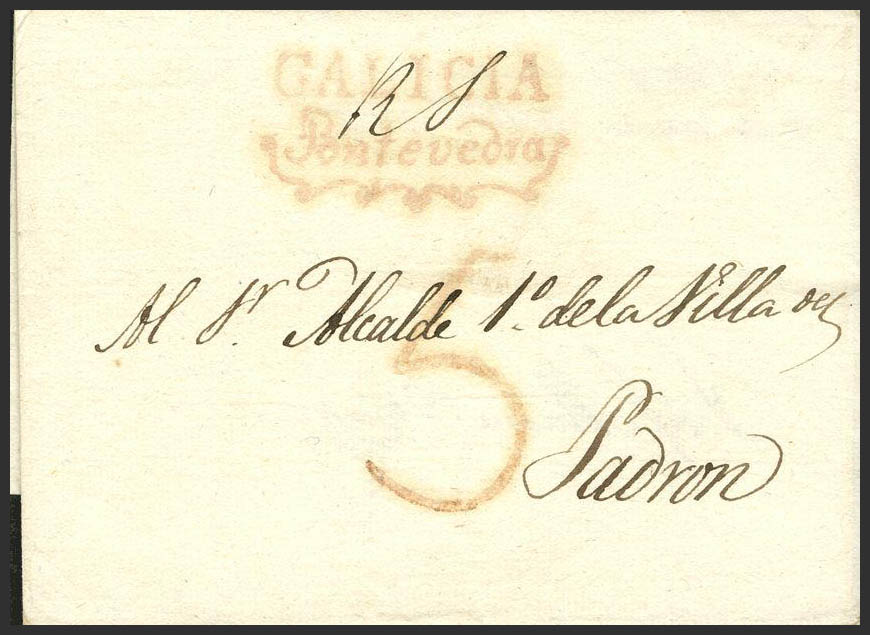 GALICIA
R S
Pontevedra
5
Al Sr. Alcalde 1º de la Villa de
Padron